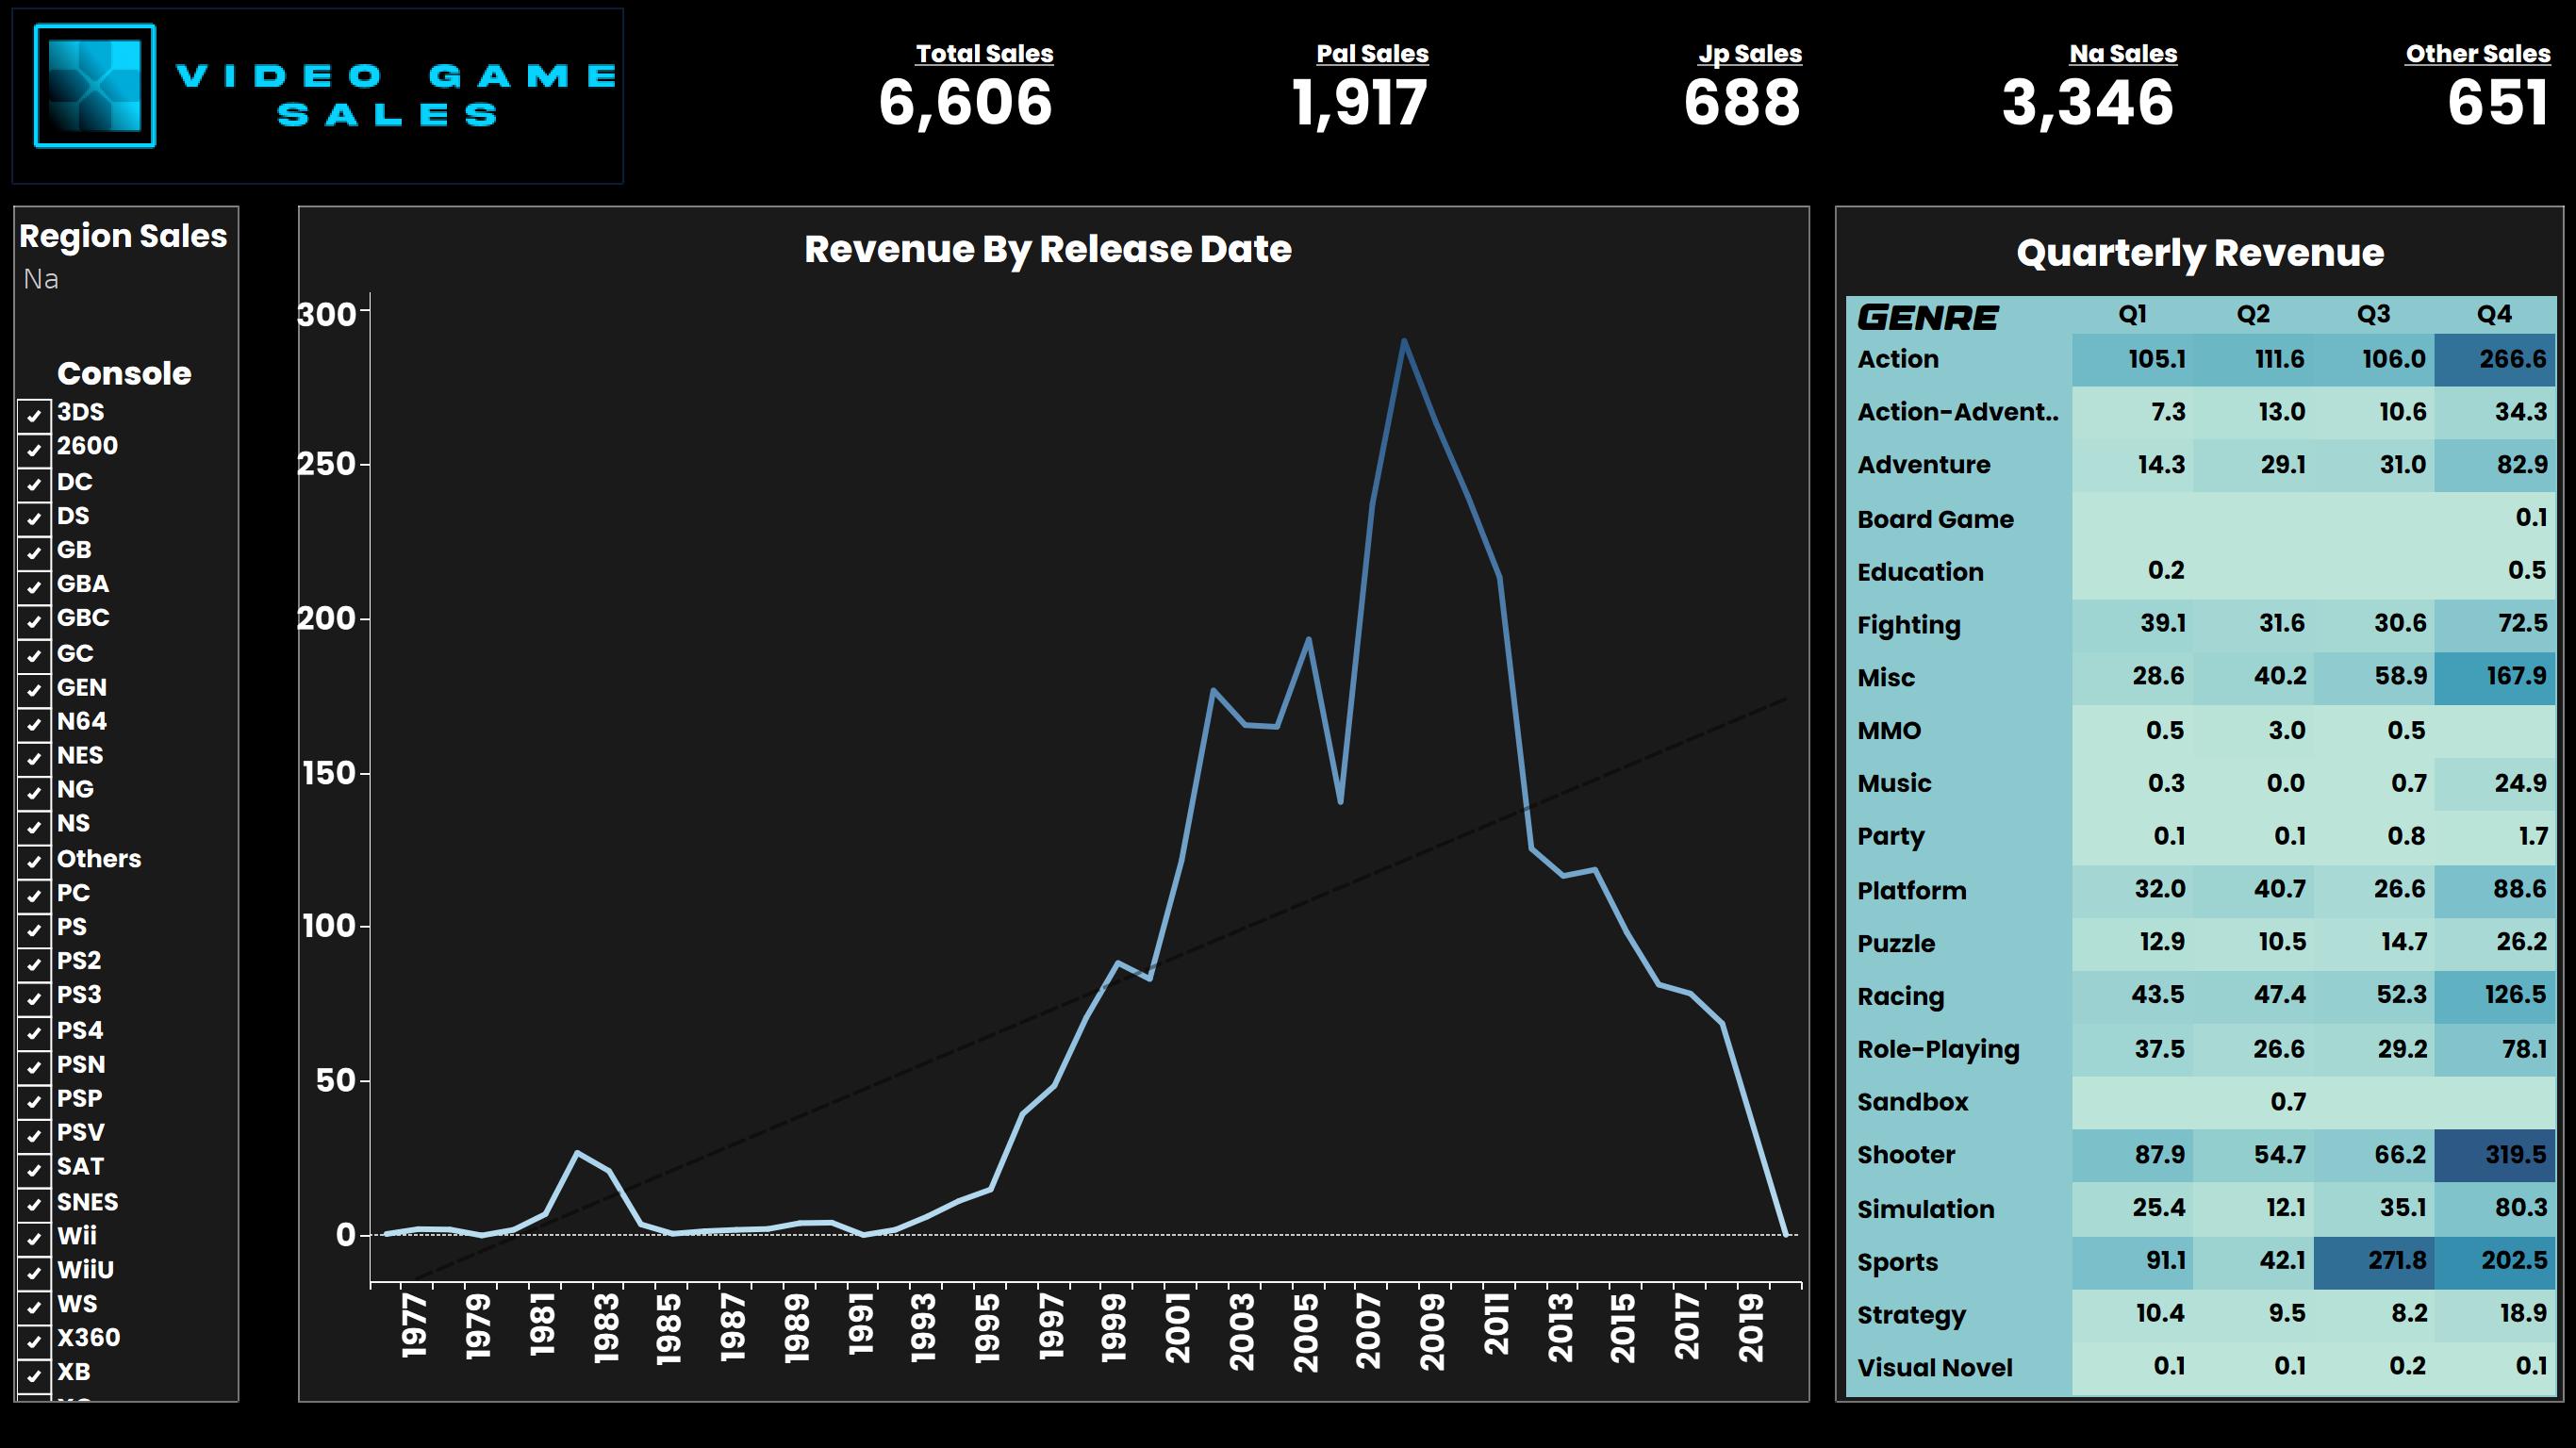 VIDEO GAME
SALES
Total Sales
6,606
Pal Sales
1,917
Jp Sales
688
Na Sales
3,346
Other Sales
651
Region Sales
Na
Console
3DS
2600
DC
DS
GB
GBA
GBC
GC
GEN
N64
NES
NG
NS
Others
PC
PS
PS2
PS3
PS4
PSN
PSP
PSV
SAT
SNES
Wii
WiiU
WS
X360
XB
Revenue By Release Date
300
250
200
150
100
50
0
1977 1979 1981 1983 1985 1987 1989 1991 1993 1995 1997 1999 2001 2003 2005 2007 2009 2011 2013 2015 2017 2019
Quarterly Revenue
GENRE Q1 Q2 Q3 Q4
Action 105.1 111.6 106.0 266.6
Action-Advent.. 7.3 13.0 10.6 34.3
Adventure 14.3 29.1 31.0 82.9
Board Game 0.1
Education 0.2 0.5
Fighting 39.1 31.6 30.6 72.5
Misc 28.6 40.2 58.9 167.9
MMO 0.5 3.0 0.5
Music 0.3 0.0 0.7 24.9
Party 0.1 0.1 0.8 1.7
Platform 32.0 40.7 26.6 88.6
Puzzle 12.9 10.5 14.7 26.2
Racing 43.5 47.4 52.3 126.5
Role-Playing 37.5 26.6 29.2 78.1
Sandbox 0.7
Shooter 87.9 54.7 66.2 319.5
Simulation 25.4 12.1 35.1 80.3
Sports 91.1 42.1 271.8 202.5
Strategy 10.4 9.5 8.2 18.9
Visual Novel 0.1 0.1 0.2 0.1